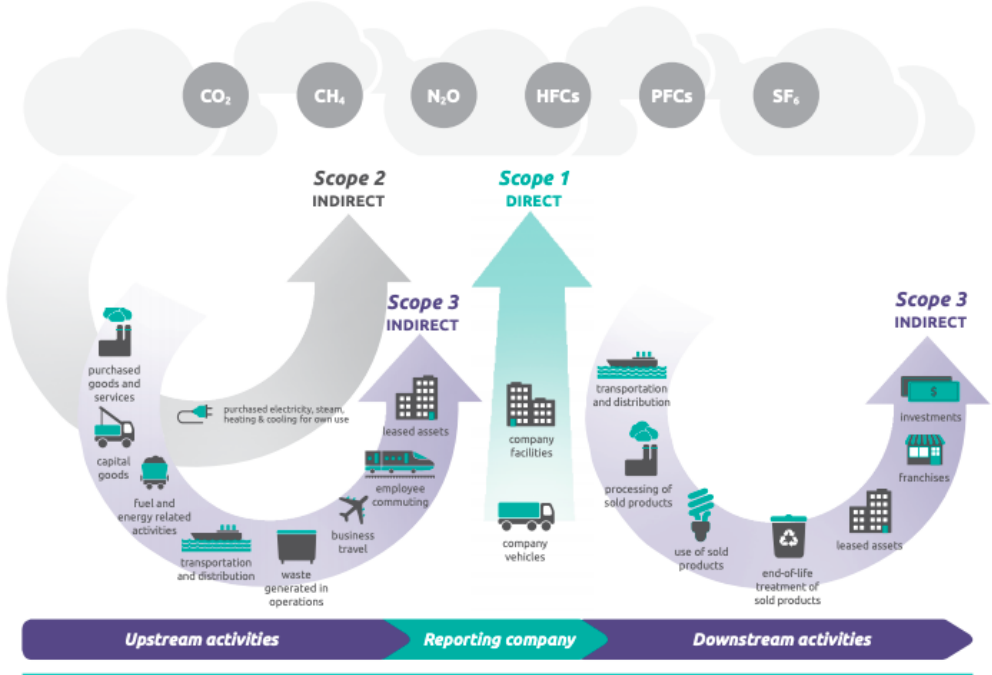 CO₂
CH₄
N₂O
HFCs
PFCs
SF₆
Scope 2
INDIRECT
Scope 1
DIRECT
Scope 3
INDIRECT
Scope 3
INDIRECT
purchased
goods and
services
capital
goods
fuel and
energy related
activities
transportation
and distribution
waste
generated in
operations
business
travel
employee
commuting
leased assets
purchased electricity, steam,
heating & cooling for own use
company
facilities
company
vehicles
transportation
and distribution
processing of
sold products
use of sold
products
end-of-life
treatment of
sold products
leased assets
franchises
investments
$
Upstream activities
Reporting company
Downstream activities